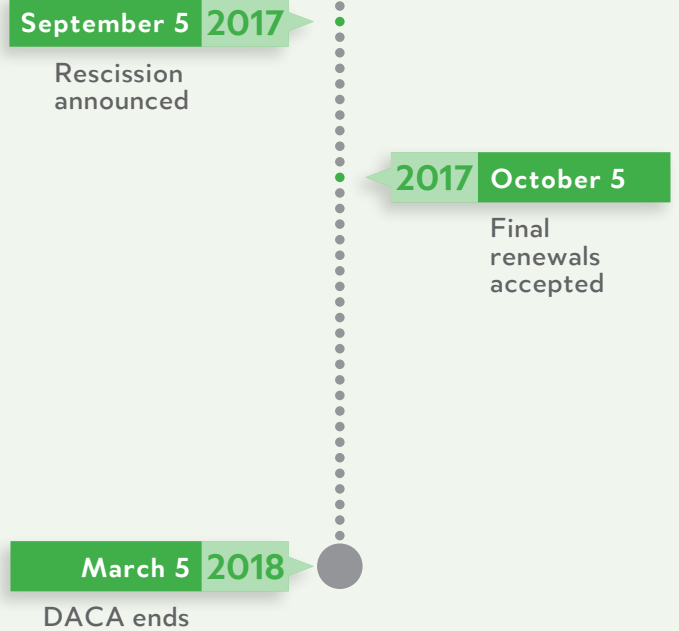 September 5 2017
Rescission
announced
2017 October 5
Final
renewals
accepted
March 5 2018
DACA ends